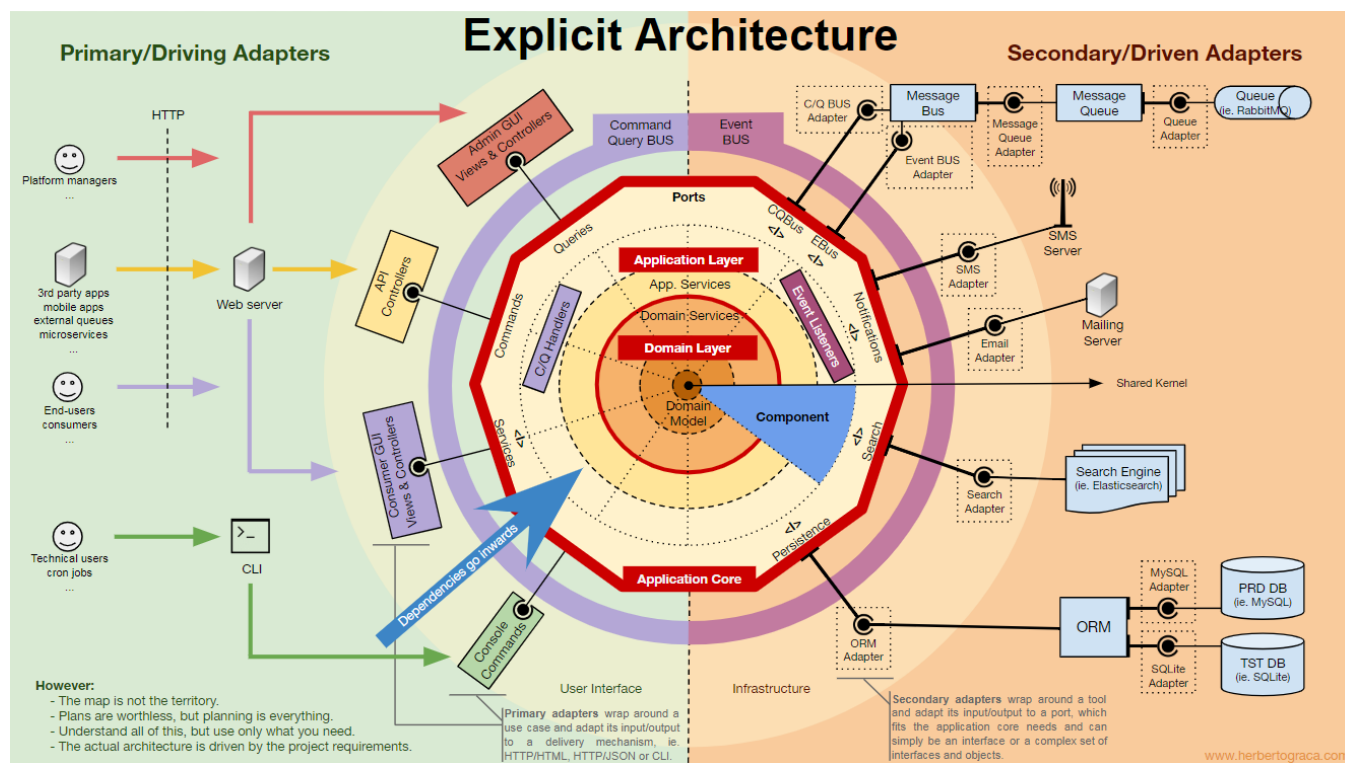 Explicit Architecture
Primary/Driving Adapters
Secondary/Driven Adapters
HTTP
Platform managers
...
3rd party apps
mobile apps
external queues
microservices
...
End-users
consumers
...
Technical users
cron jobs
...
Web server
CLI
Admin GUI
Views & Controllers
API
Controllers
Consumer GUI
Views & Controllers
Console
Commands
Command
Query BUS
Event
BUS
Ports
Queries
Commands
Services
CQBus
</>
EBus
</>
Notifications
</>
Search
</>
Persistence
</>
</>
Application Layer
App. Services
Domain Services
Domain Layer
Domain
Model
C/Q Handlers
Event Listeners
Component
Application Core
Dependencies go inwards
Shared Kernel
C/Q BUS
Adapter
Message
Bus
Event BUS
Adapter
Message
Queue
Adapter
Message
Queue
Queue
Adapter
Queue
(ie. RabbitMQ)
SMS
Adapter
SMS
Server
Email
Adapter
Mailing
Server
Search
Adapter
Search Engine
(ie. Elasticsearch)
ORM
Adapter
ORM
MySQL
Adapter
PRD DB
(ie. MySQL)
SQLite
Adapter
TST DB
(ie. SQLite)
User Interface
Infrastructure
However:
- The map is not the territory.
- Plans are worthless, but planning is everything.
- Understand all of this, but use only what you need.
- The actual architecture is driven by the project requirements.
Primary adapters wrap around a
use case and adapt its input/output
to a delivery mechanism, ie.
HTTP/HTML, HTTP/JSON or CLI.
Secondary adapters wrap around a tool
and adapt its input/output to a port, which
fits the application core needs and can
simply be an interface or a complex set of
interfaces and objects.
www.herbertograca.com